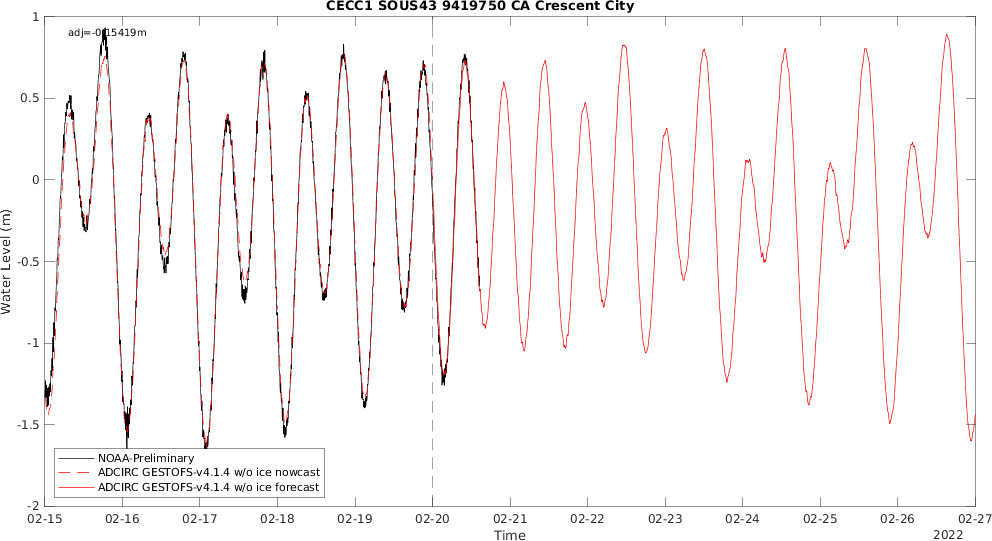 CECC1 SOUS43 9419750 CA Crescent City
adj=-0.15419m
1
0.5
0
-0.5
-1
-1.5
-2
Water Level (m)
NOAA-Preliminary
ADCIRC GESTOFS-v4.1.4 w/o ice nowcast
ADCIRC GESTOFS-v4.1.4 w/o ice forecast
02-15 02-16 02-17 02-18 02-19 02-20 02-21 02-22 02-23 02-24 02-25 02-26 02-27
Time
2022